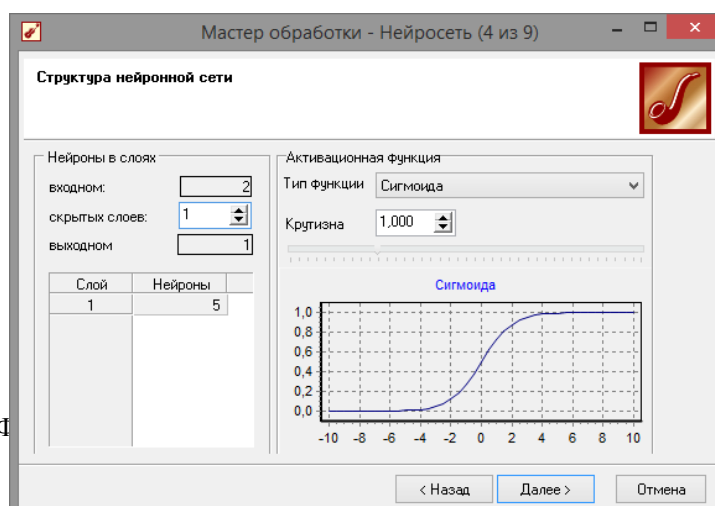 Мастер обработки - Нейросеть (4 из 9)
Структура нейронной сети
Нейроны в слоях
входном: 2
скрытых слоев: 1
выходном 1
Слой Нейроны
1 5
Активационная функция
Тип функции Сигмоида
Крутизна 1,000
Сигмоида
1,0
0,8
0,6
0,4
0,2
0,0
-10 -8 -6 -4 -2 0 2 4 6 8 10
< Назад Далее > Отмена